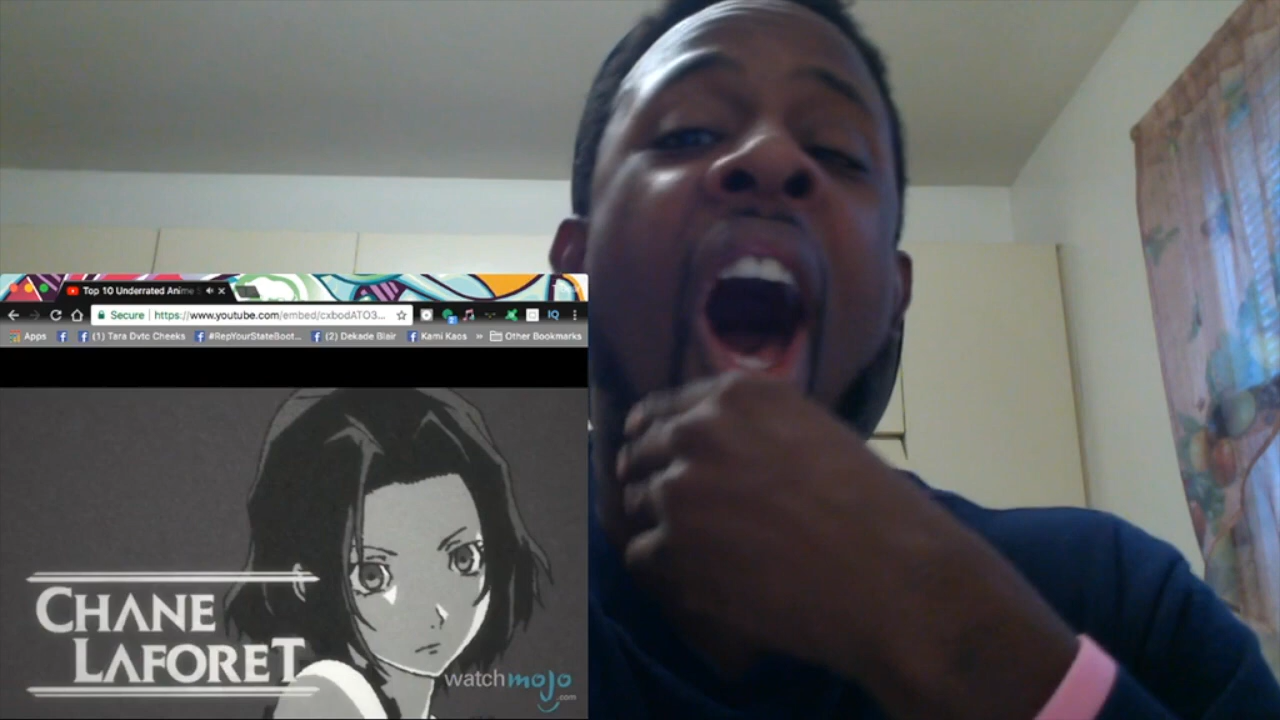 Top 10 Underrated Anime
Secure | https://www.youtube.com/embed/cxbodATO3...
Apps (1) Tara Dvtc Cheeks #RepYourStateBoot... (2) Dekade Blair Kami Kaos » Other Bookmarks
CHANE
LAFORET
watchmojo
.com